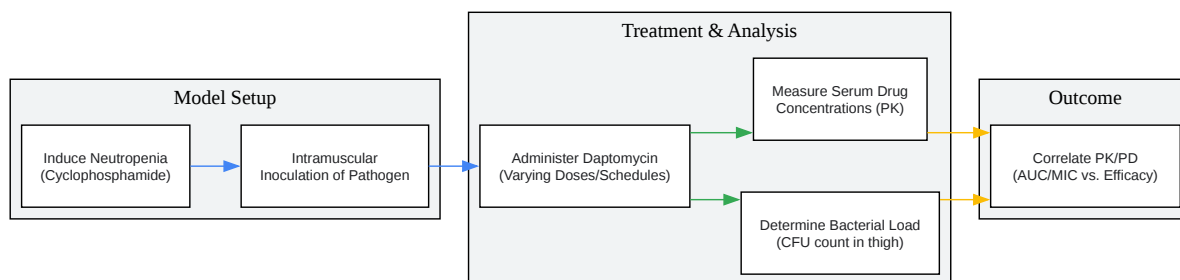 Model Setup
Induce Neutropenia
(Cyclophosphamide)
Intramuscular
Inoculation of Pathogen
Treatment & Analysis
Administer Daptomycin
(Varying Doses/Schedules)
Measure Serum Drug
Concentrations (PK)
Determine Bacterial Load
(CFU count in thigh)
Outcome
Correlate PK/PD
(AUC/MIC vs. Efficacy)